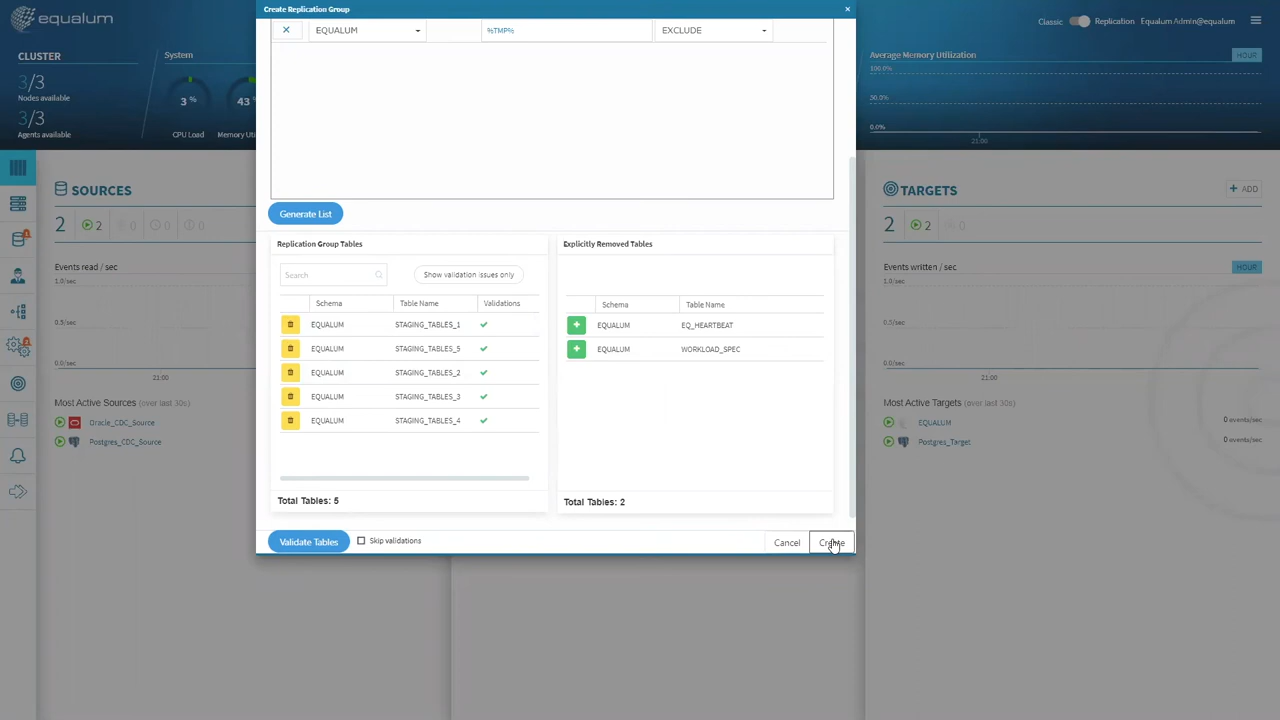 Create Replication Group
×
equalum
Classic
Replication
Equalum Admin@equalum
EQUALUM
%TMP%
EXCLUDE
CLUSTER
System
3/3
Nodes available
3/3
Agents available
3 %
43
CPU Load
Memory Uti
Average Memory Utilization
HOUR
100.0%
50.0%
0.0%
21:00
Generate List
SOURCES
2
2
0
0
0
Events read / sec
1.0/sec
0.5/sec
0.0/sec
21:00
Most Active Sources (over last 30s)
Oracle_CDC_Source
Postgres_CDC_Source
Replication Group Tables
Search
Show validation issues only
Schema Table Name Validations
EQUALUM STAGING_TABLES_1
EQUALUM STAGING_TABLES_5
EQUALUM STAGING_TABLES_2
EQUALUM STAGING_TABLES_3
EQUALUM STAGING_TABLES_4
Total Tables: 5
Explicitly Removed Tables
Schema Table Name
EQUALUM EQ_HEARTBEAT
EQUALUM WORKLOAD_SPEC
Total Tables: 2
Validate Tables
Skip validations
Cancel
Create
TARGETS
+ ADD
2
2
0
Events written / sec
HOUR
1.0/sec
0.5/sec
0.0/sec
21:00
Most Active Targets (over last 30s)
EQUALUM
0 events/sec
Postgres_Target
0 events/sec